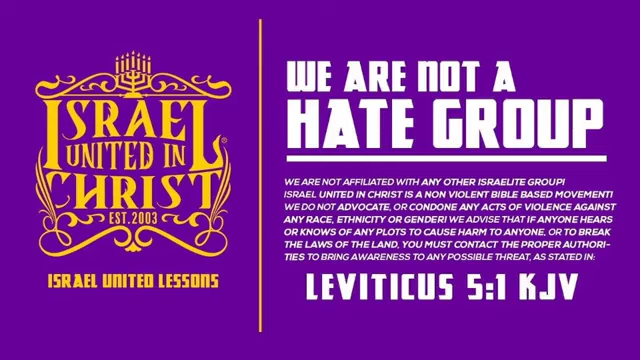 ISRAEL®
UNITED IN
CHRIST
EST.2003
ISRAEL UNITED LESSONS
WE ARE NOT A
HATE GROUP
WE ARE NOT AFFILIATED WITH ANY OTHER ISRAELITE GROUP!
ISRAEL UNITED IN CHRIST IS A NON VIOLENT BIBLE BASED MOVEMENT!
WE DO NOT ADVOCATE, OR CONDONE ANY ACTS OF VIOLENCE AGAINST
ANY RACE, ETHNICITY OR GENDER! WE ADVISE THAT IF ANYONE HEARS
OR KNOWS OF ANY PLOTS TO CAUSE HARM TO ANYONE, OR TO BREAK
THE LAWS OF THE LAND, YOU MUST CONTACT THE PROPER AUTHORI-
TIES TO BRING AWARENESS TO ANY POSSIBLE THREAT, AS STATED IN:
LEVITICUS 5:1 KJV